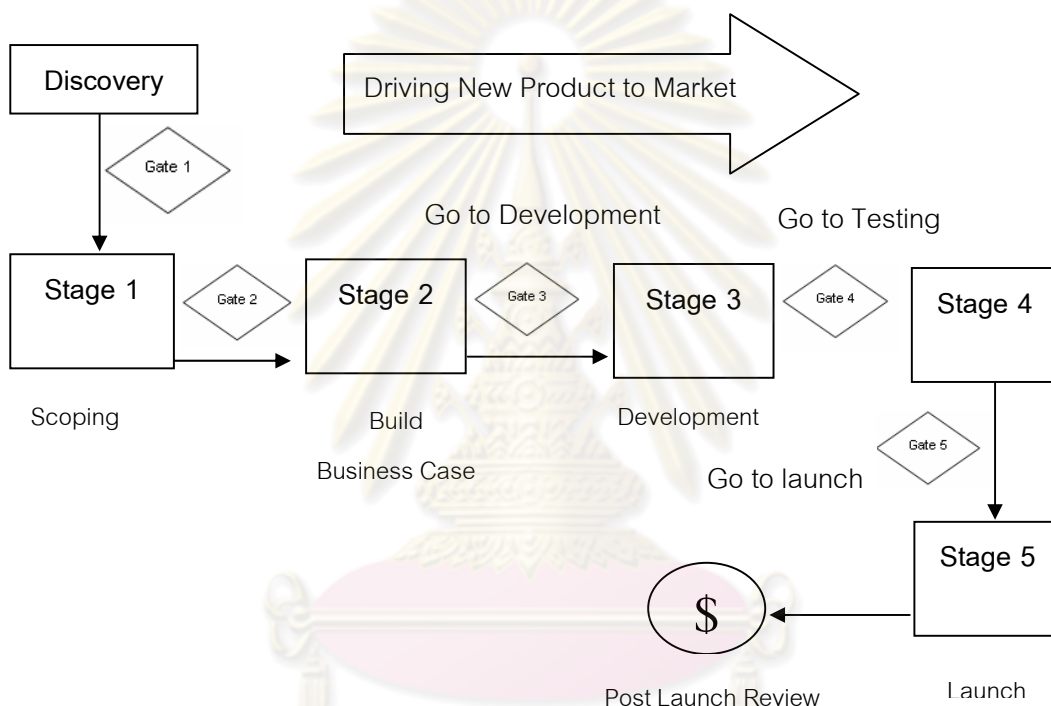 Discovery
Driving New Product to Market
Gate 1
Go to Development
Go to Testing
Stage 1
Gate 2
Stage 2
Gate 3
Stage 3
Gate 4
Stage 4
Scoping
Build
Business Case
Development
Gate 5
Go to launch
Stage 5
$
Post Launch Review
Launch